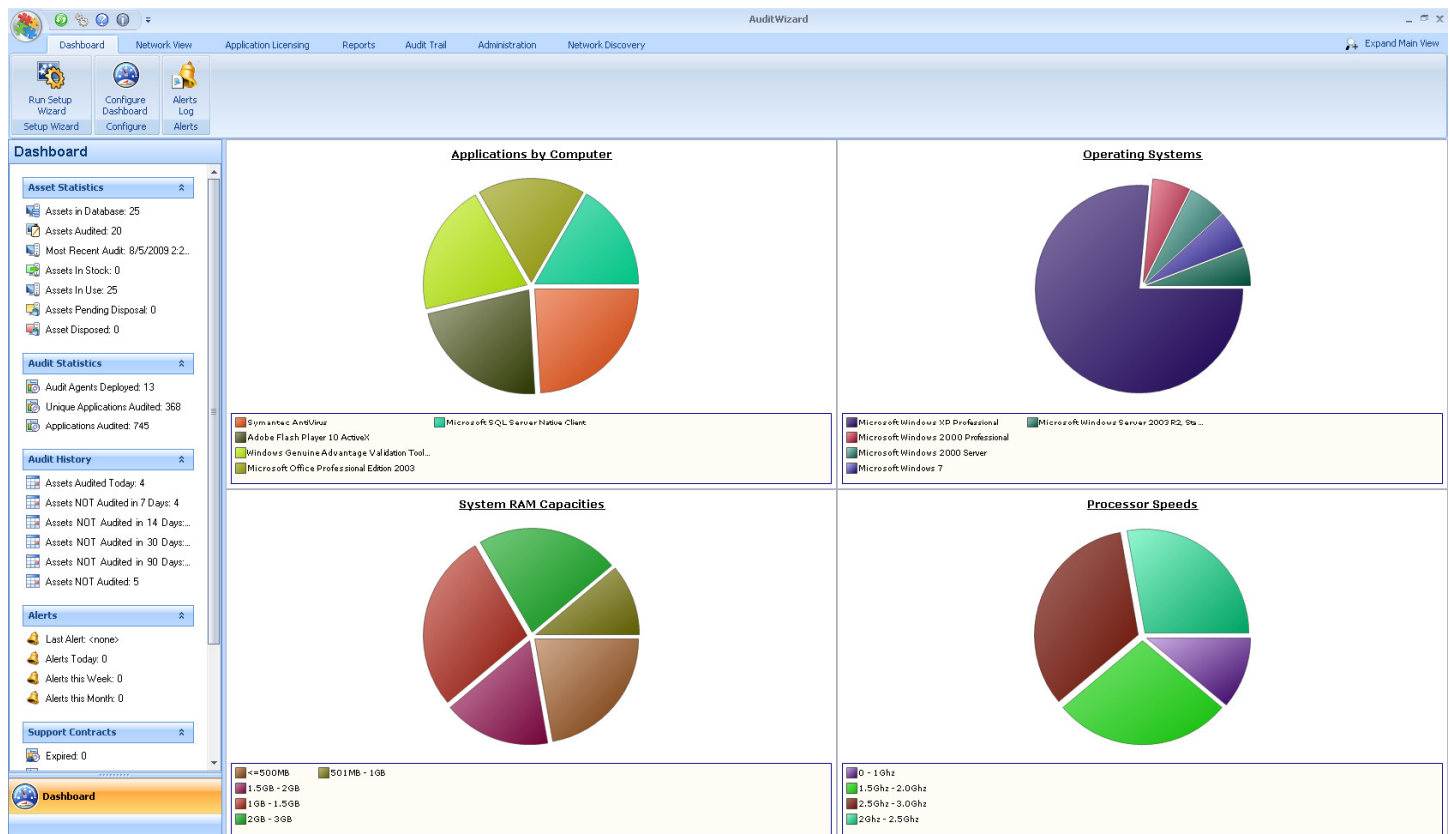 AuditWizard
Dashboard
Network View
Application Licensing
Reports
Audit Trail
Administration
Network Discovery
Expand Main View
Run Setup
Wizard
Configure
Dashboard
Alerts
Log
Setup Wizard
Configure
Alerts
Dashboard
Asset Statistics
Assets in Database: 25
Assets Audited: 20
Most Recent Audit: 8/5/2009 2:2...
Assets In Stock: 0
Assets In Use: 25
Assets Pending Disposal: 0
Asset Disposed: 0
Audit Statistics
Audit Agents Deployed: 13
Unique Applications Audited: 368
Applications Audited: 745
Audit History
Assets Audited Today: 4
Assets NOT Audited in 7 Days: 4
Assets NOT Audited in 14 Days:...
Assets NOT Audited in 30 Days:...
Assets NOT Audited in 90 Days:...
Assets NOT Audited: 5
Alerts
Last Alert: <none>
Alerts Today: 0
Alerts this Week: 0
Alerts this Month: 0
Support Contracts
Expired: 0
Dashboard
Applications by Computer
Symantec AntiVirus
Microsoft SQL Server Native Client
Adobe Flash Player 10 ActiveX
Windows Genuine Advantage Validation Tool...
Microsoft Office Professional Edition 2003
Operating Systems
Microsoft Windows XP Professional
Microsoft Windows Server 2003 R2, Sta...
Microsoft Windows 2000 Professional
Microsoft Windows 2000 Server
Microsoft Windows 7
System RAM Capacities
<=500MB
501MB - 1GB
1.5GB - 2GB
1GB - 1.5GB
2GB - 3GB
Processor Speeds
0 - 1Ghz
1.5Ghz - 2.0Ghz
2.5Ghz - 3.0Ghz
2Ghz - 2.5Ghz